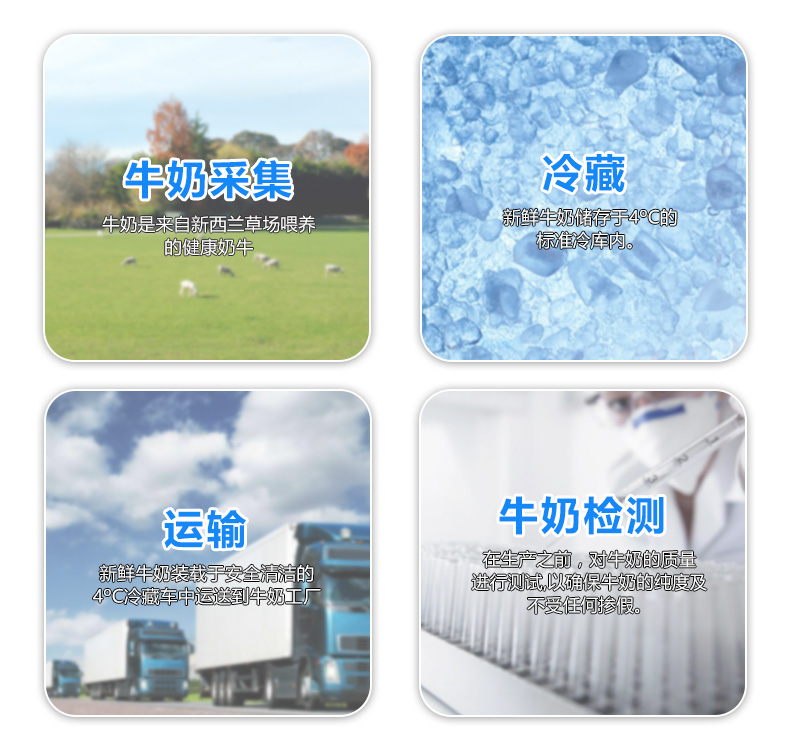 牛奶采集
牛奶是来自新西兰草场喂养
的健康奶牛
冷藏
新鲜牛奶储存于4ºC的
标准冷库内。
运输
新鲜牛奶装载于安全清洁的
4ºC冷藏车中运送到牛奶工厂
牛奶检测
在生产之前，对牛奶的质量
进行测试,以确保牛奶的纯度及
不受任何掺假。